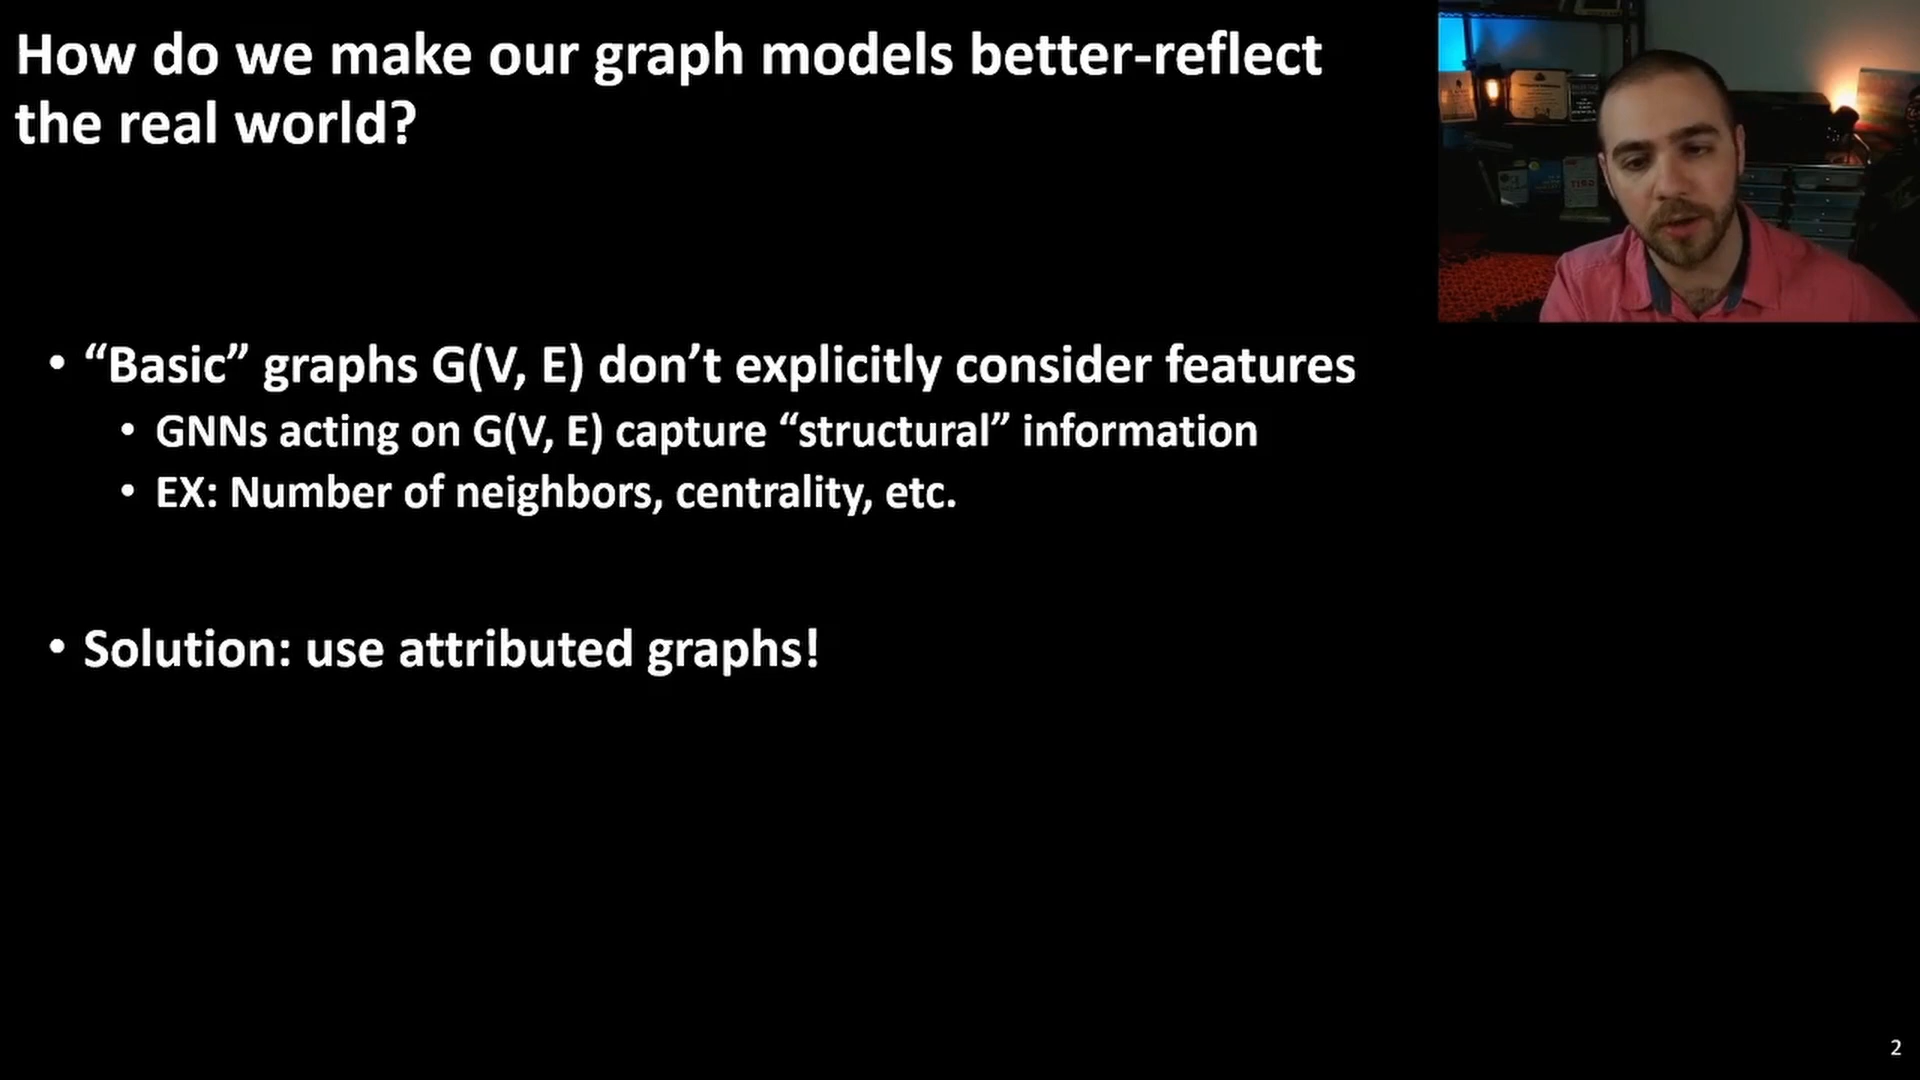 How do we make our graph models better-reflect
the real world?
• “Basic” graphs G(V, E) don’t explicitly consider features
• GNNs acting on G(V, E) capture “structural” information
• EX: Number of neighbors, centrality, etc.
• Solution: use attributed graphs!
2